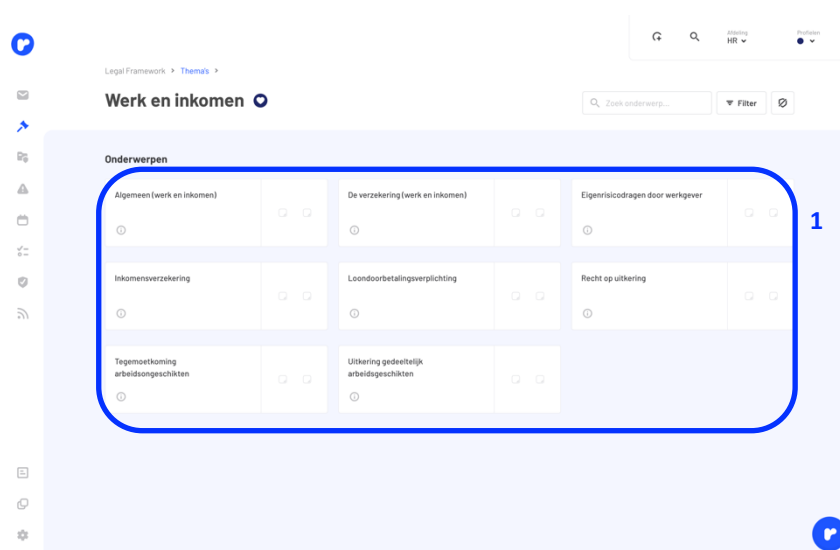 Afdeling
HR
Profielen
Legal Framework > Thema's >
Werk en inkomen
Zoek onderwerp...
Filter
Onderwerpen
Algemeen (werk en inkomen)
De verzekering (werk en inkomen)
Eigenrisicodragen door werkgever
1
Inkomensverzekering
Loondoorbetalingsverplichting
Recht op uitkering
Tegemoetkoming
arbeidsongeschikten
Uitkering gedeeltelijk
arbeidsgeschikten